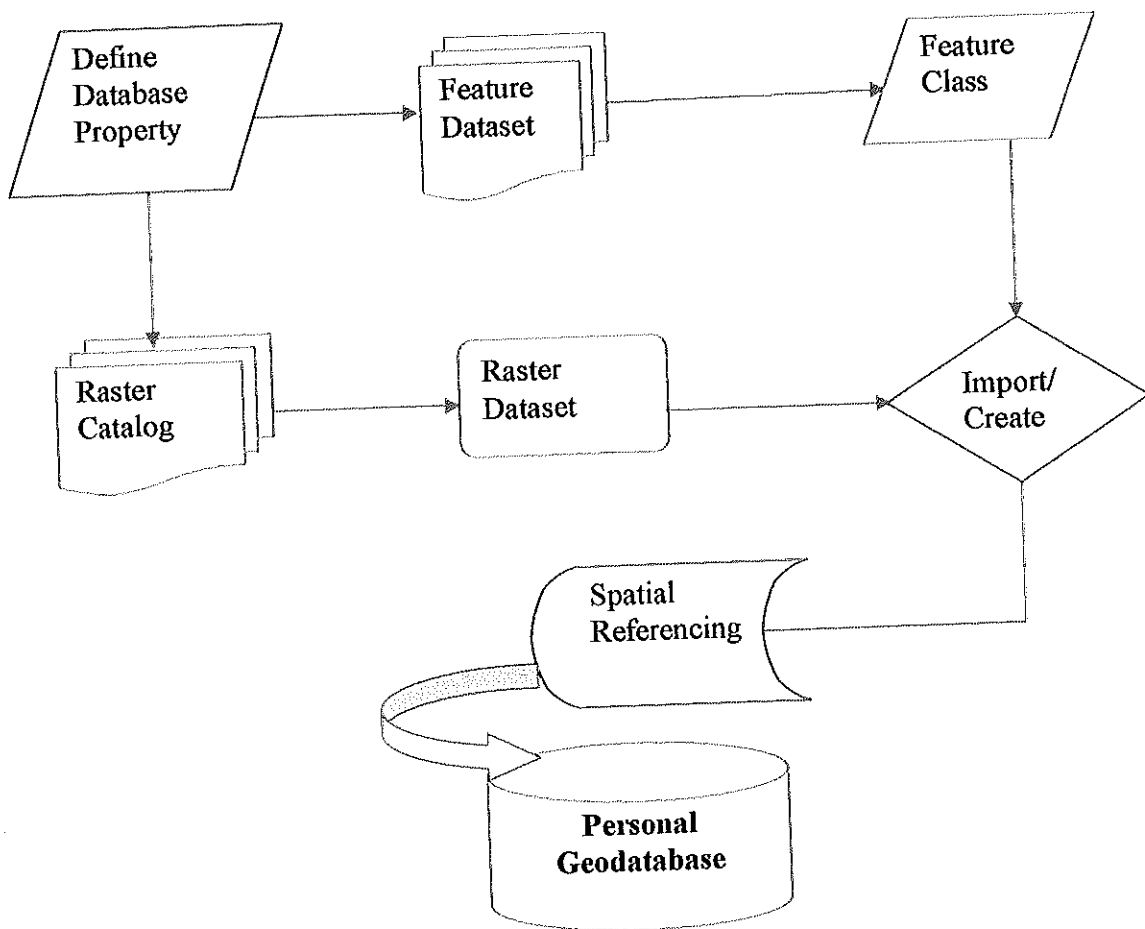 Define
Database
Property
Feature
Dataset
Feature
Class
Raster
Catalog
Raster
Dataset
Import/
Create
Spatial
Referencing
Personal
Geodatabase